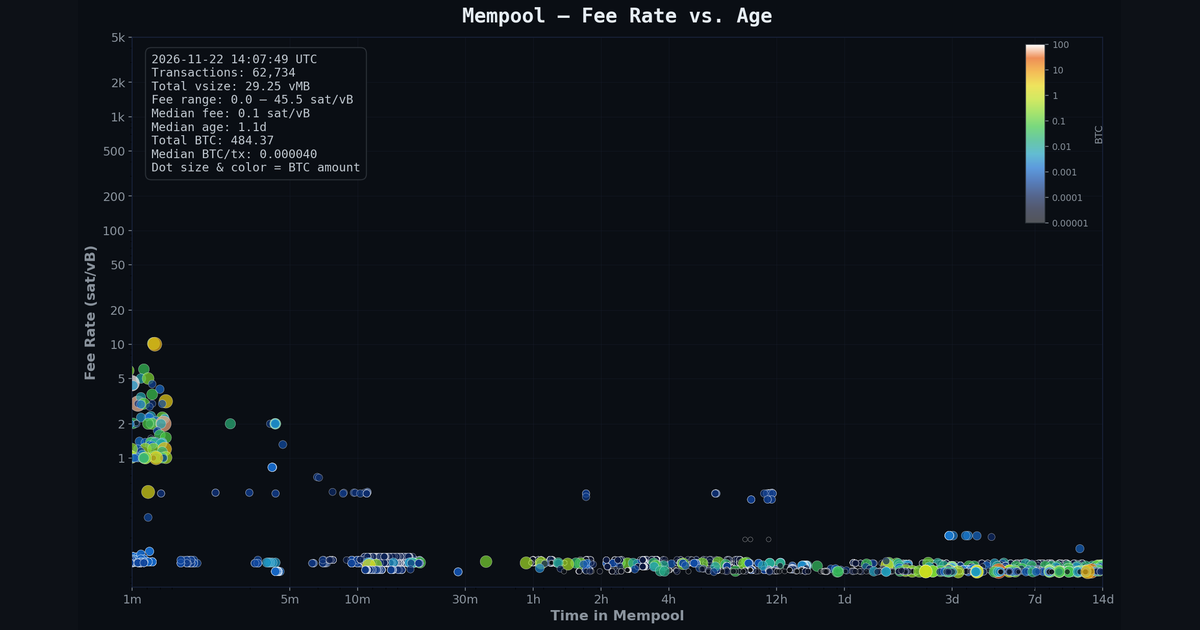 Mempool — Fee Rate vs. Age
2026-11-22 14:07:49 UTC
Transactions: 62,734
Total vsize: 29.25 vMB
Fee range: 0.0 – 45.5 sat/vB
Median fee: 0.1 sat/vB
Median age: 1.1d
Total BTC: 484.37
Median BTC/tx: 0.000040
Dot size & color = BTC amount
100
10
1
0.1
0.01
0.001
0.0001
0.00001
BTC
Fee Rate (sat/vB)
5k
2k
1k
500
200
100
50
20
10
5
2
1
1m
5m
10m
30m
1h
2h
4h
12h
1d
3d
7d
14d
Time in Mempool